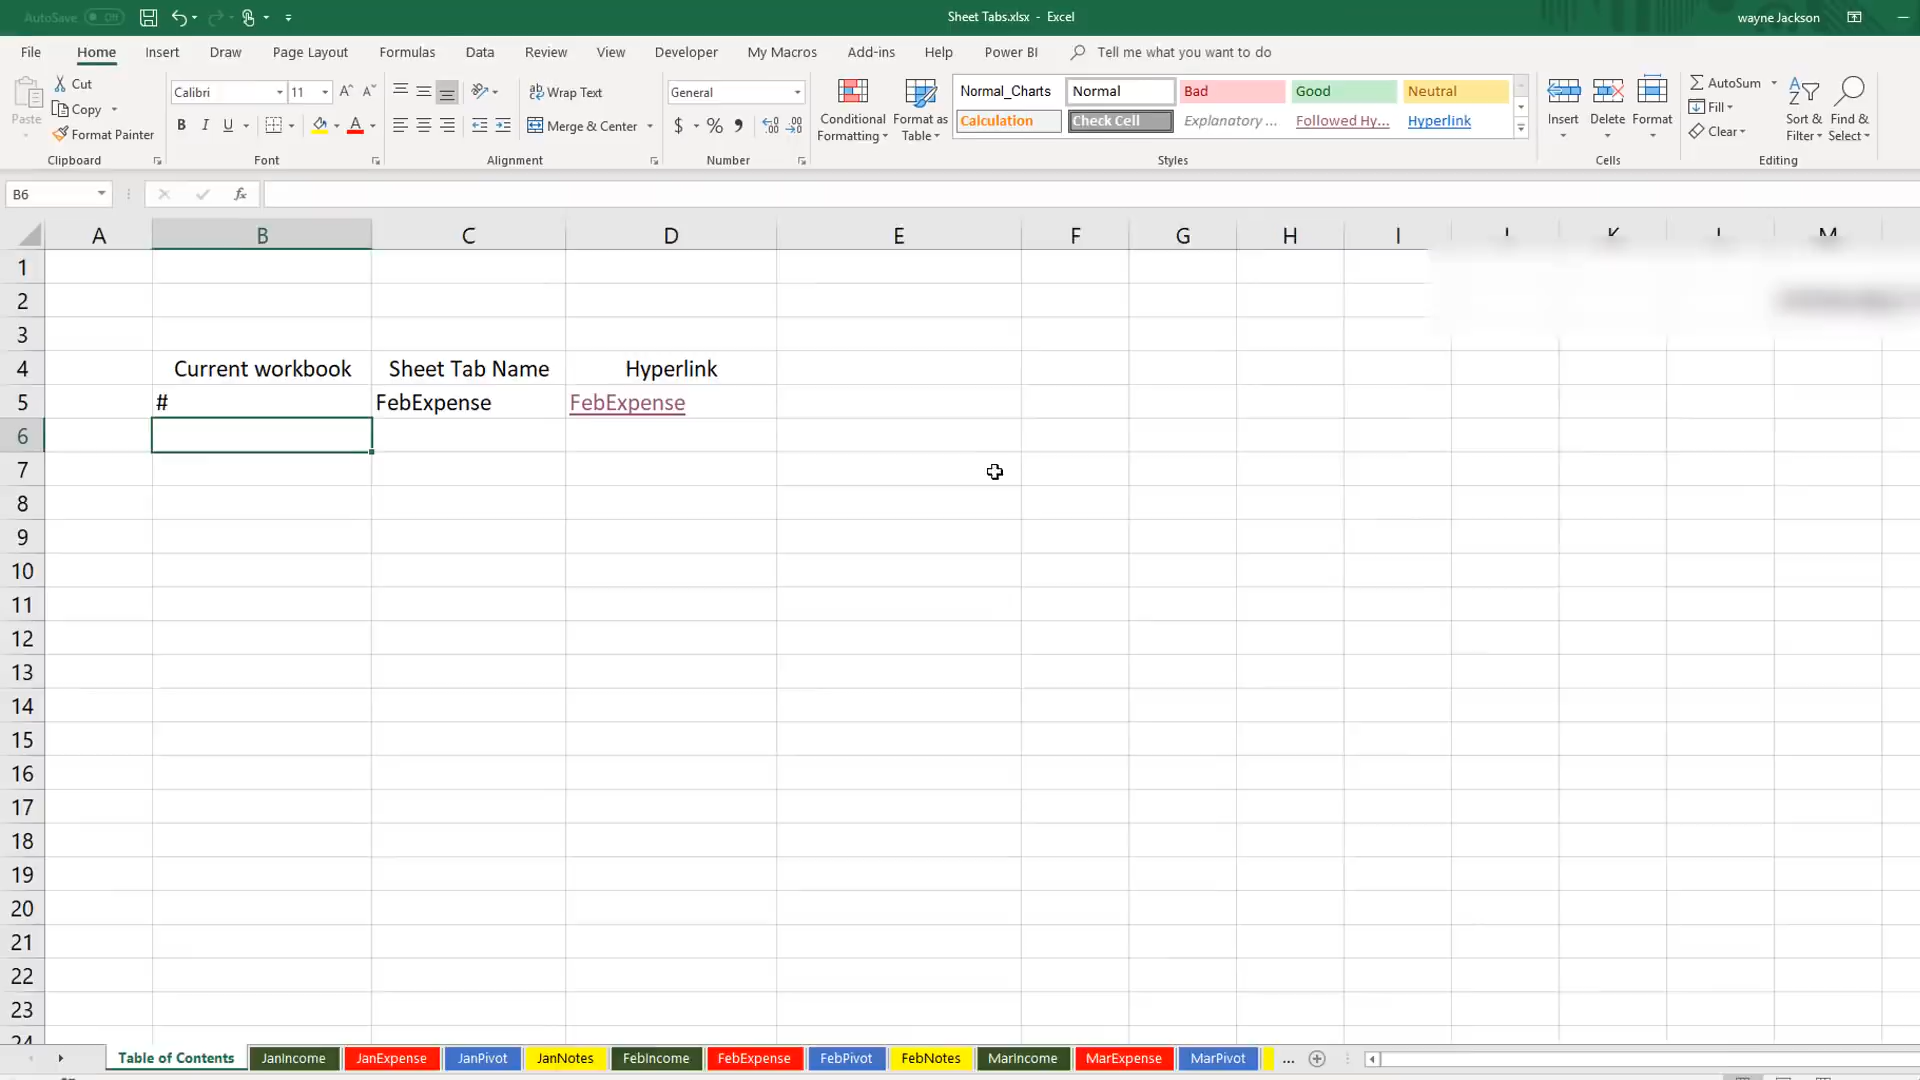 AutoSave Off
Sheet Tabs.xlsx - Excel
wayne Jackson
File Home Insert Draw Page Layout Formulas Data Review View Developer My Macros Add-ins Help Power BI Tell me what you want to do
Paste
Cut
Copy
Format Painter
Clipboard
Calibri 11
B I U
Font
Wrap Text
Merge & Center
Alignment
General
$ % 9
Number
Conditional Formatting
Format as Table
Normal_Charts Normal Bad Good Neutral
Calculation Check Cell Explanatory ... Followed Hy... Hyperlink
Styles
Insert Delete Format
Cells
AutoSum
Fill
Clear
Sort & Filter
Find & Select
Editing
B6 fx
A B C D E F G H I J K L M
1
2
3
4 Current workbook Sheet Tab Name Hyperlink
5 # FebExpense FebExpense
6
7
8
9
10
11
12
13
14
15
16
17
18
19
20
21
22
23
24
Table of Contents JanIncome JanExpense JanPivot JanNotes FebIncome FebExpense FebPivot FebNotes MarIncome MarExpense MarPivot ...